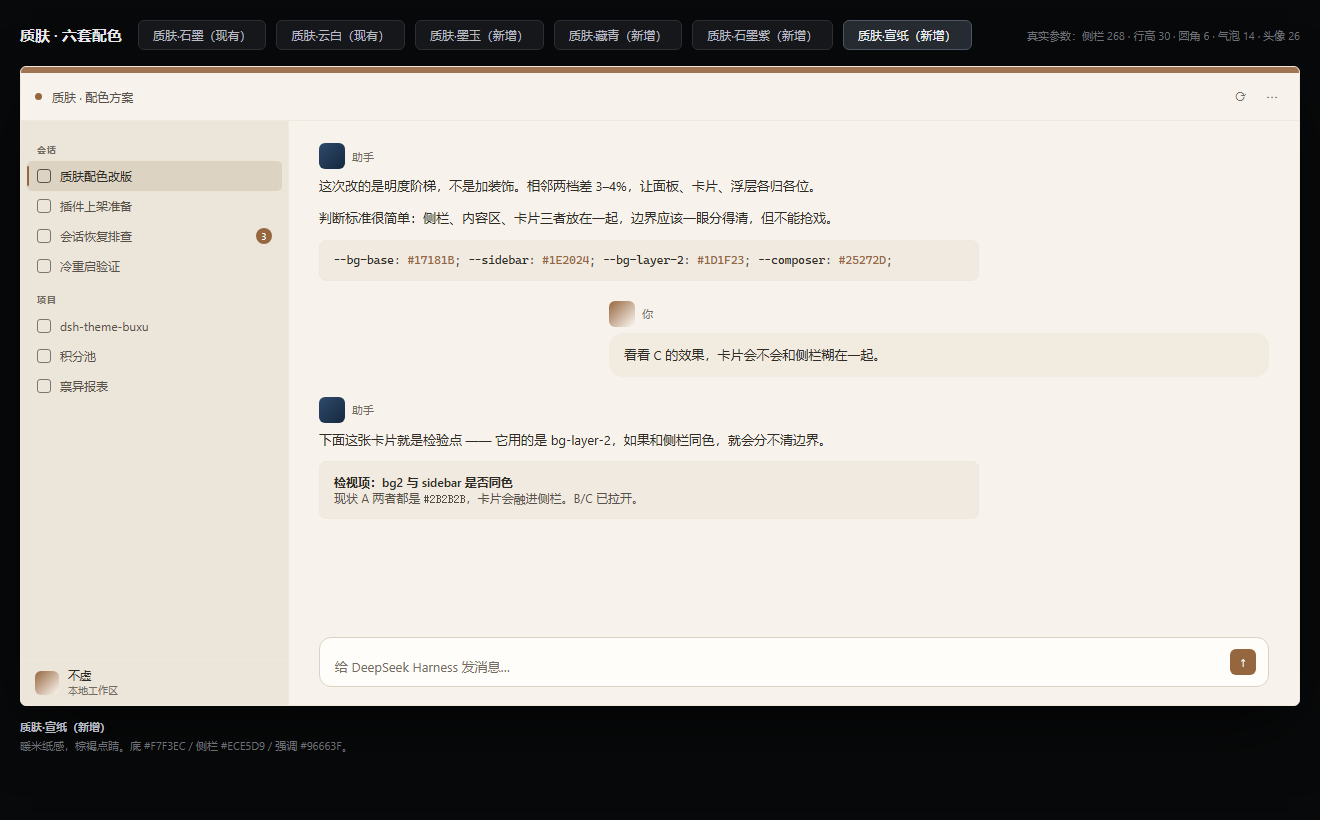 质肤 · 六套配色
质肤·石墨（现有）
质肤·云白（现有）
质肤·墨玉（新增）
质肤·藏青（新增）
质肤·石墨紫（新增）
质肤·宣纸（新增）
真实参数：侧栏 268 · 行高 30 · 圆角 6 · 气泡 14 · 头像 26
质肤 · 配色方案
会话
质肤配色改版
插件上架准备
会话恢复排查
3
冷重启验证
项目
dsh-theme-buxu
积分池
票异报表
不虚
本地工作区
助手
这次改的是明度阶梯，不是加装饰。相邻两档差 3–4%，让面板、卡片、浮层各归各位。
判断标准很简单：侧栏、内容区、卡片三者放在一起，边界应该一眼分得清，但不能抢戏。
--bg-base: #17181B; --sidebar: #1E2024; --bg-layer-2: #1D1F23; --composer: #25272D;
你
看看 C 的效果，卡片会不会和侧栏糊在一起。
助手
下面这张卡片就是检验点 —— 它用的是 bg-layer-2，如果和侧栏同色，就会分不清边界。
检视项：bg2 与 sidebar 是否同色
现状 A 两者都是 #2B2B2B，卡片会融进侧栏。B/C 已拉开。
给 DeepSeek Harness 发消息...
↑
质肤·宣纸（新增）
暖米纸感，棕褐点睛。底 #F7F3EC / 侧栏 #ECE5D9 / 强调 #96663F。